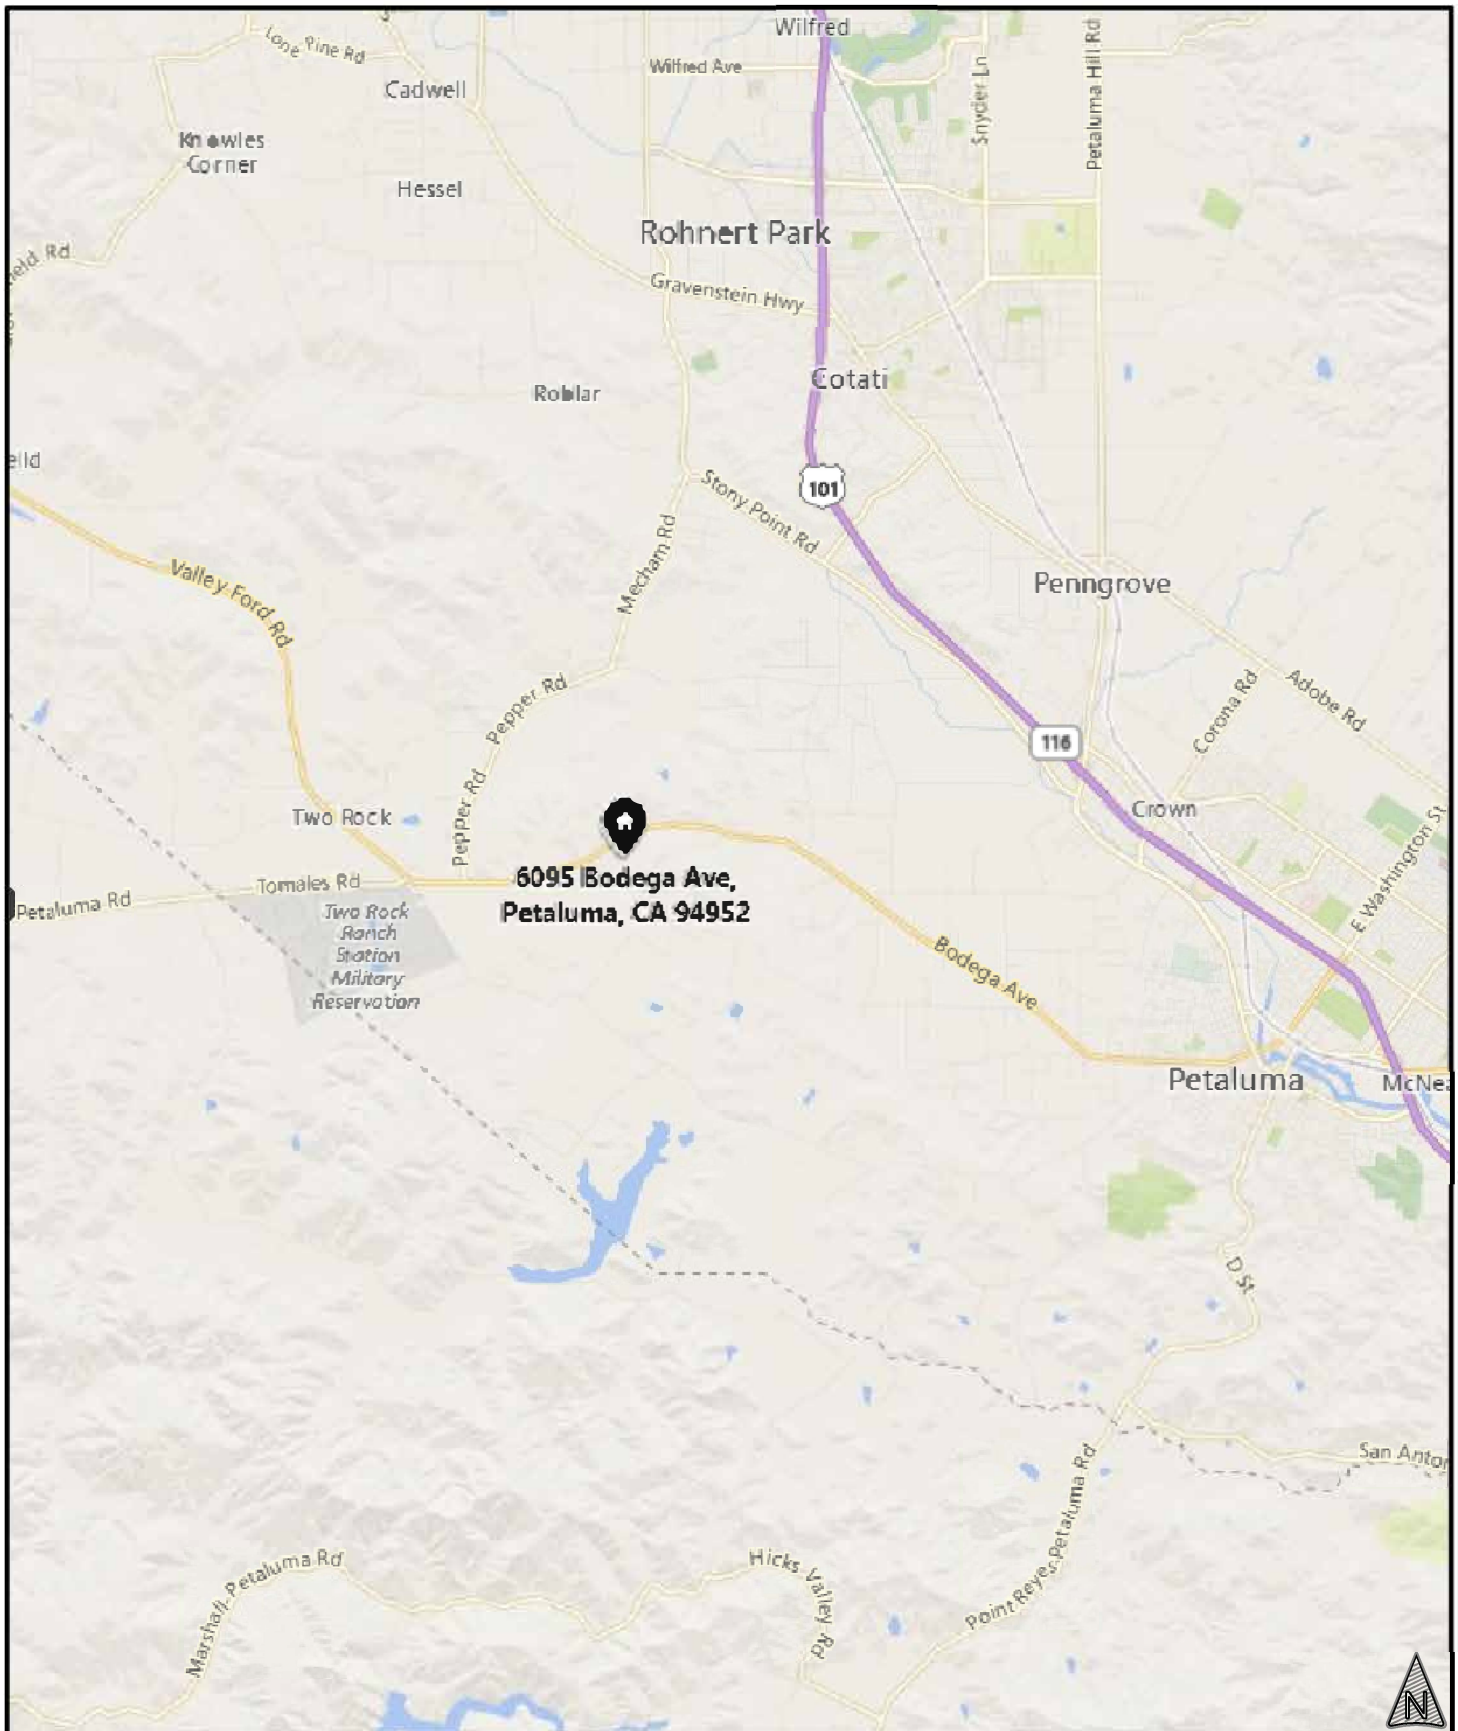 Wilfred
Lone Pine Rd
Wilfred Ave
Cadwell
Snyder Ln
Petaluma Hill Rd
Knowles
Corner
Hessel
Rohnert Park
Gravenstein Hwy
Cotati
Roblar
101
Stony Point Rd
Mecham Rd
Valley Ford Rd
Penngrove
Corona Rd
Adobe Rd
Pepper Rd
116
Pepper Rd
Crown
Two Rock
E Washington St
6095 Bodega Ave,
Petaluma, CA 94952
Tomales Rd
Petaluma Rd
Two Rock
Ranch
Station
Military
Reservation
Bodega Ave
Petaluma
McNea
D St
San Anto
Point Reyes-Petaluma Rd
Marshall-Petaluma Rd
Hicks Valley Rd
N